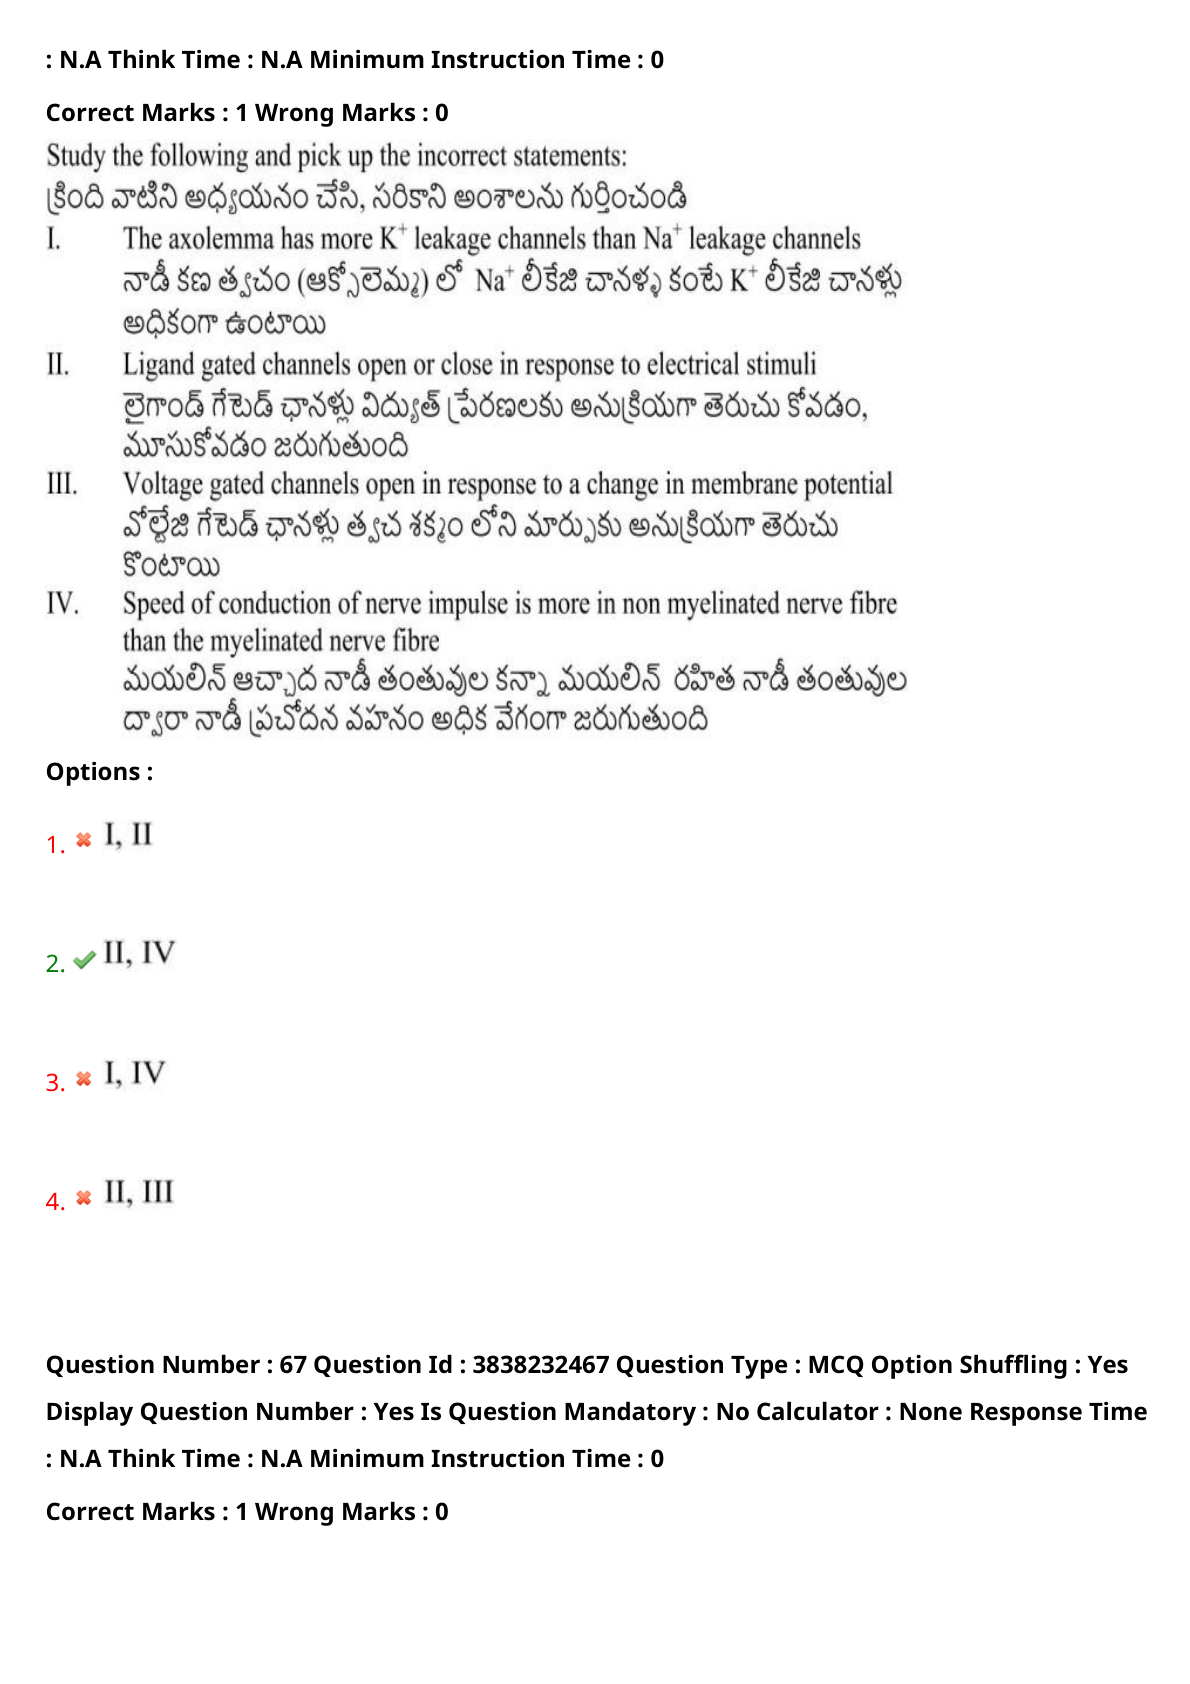 : N.A Think Time : N.A Minimum Instruction Time : 0
Correct Marks : 1 Wrong Marks : 0
Study the following and pick up the incorrect statements:
క్రింది వాటిని అధ్యయనం చేసి, సరికాని అంశాలను గుర్తించండి
I. The axolemma has more K⁺ leakage channels than Na⁺ leakage channels
నాడీ కణ త్వచం (ఆక్సోలెమ్మ) లో Na⁺ లీకేజి చానళ్ళ కంటే K⁺ లీకేజి చానళ్లు
అధికంగా ఉంటాయి
II. Ligand gated channels open or close in response to electrical stimuli
లైగాండ్ గేటెడ్ ఛానళ్లు విద్యుత్ ప్రేరణలకు అనుక్రియగా తెరుచు కోవడం,
మూసుకోవడం జరుగుతుంది
III. Voltage gated channels open in response to a change in membrane potential
వోల్టేజి గేటెడ్ ఛానళ్లు త్వచ శక్మం లోని మార్పుకు అనుక్రియగా తెరుచు
కొంటాయి
IV. Speed of conduction of nerve impulse is more in non myelinated nerve fibre
than the myelinated nerve fibre
మయలిన్ ఆచ్చాద నాడీ తంతువుల కన్నా మయలిన్ రహిత నాడీ తంతువుల
ద్వారా నాడీ ప్రచోదన వహనం అధిక వేగంగా జరుగుతుంది
Options :
1. I, II
2. II, IV
3. I, IV
4. II, III
Question Number : 67 Question Id : 3838232467 Question Type : MCQ Option Shuffling : Yes
Display Question Number : Yes Is Question Mandatory : No Calculator : None Response Time
: N.A Think Time : N.A Minimum Instruction Time : 0
Correct Marks : 1 Wrong Marks : 0